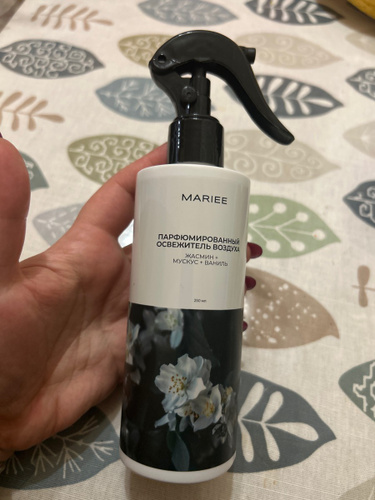 MARIEE
ПАРФЮМИРОВАННЫЙ
ОСВЕЖИТЕЛЬ ВОЗДУХА
ЖАСМИН +
МУСКУС + ВАНИЛЬ